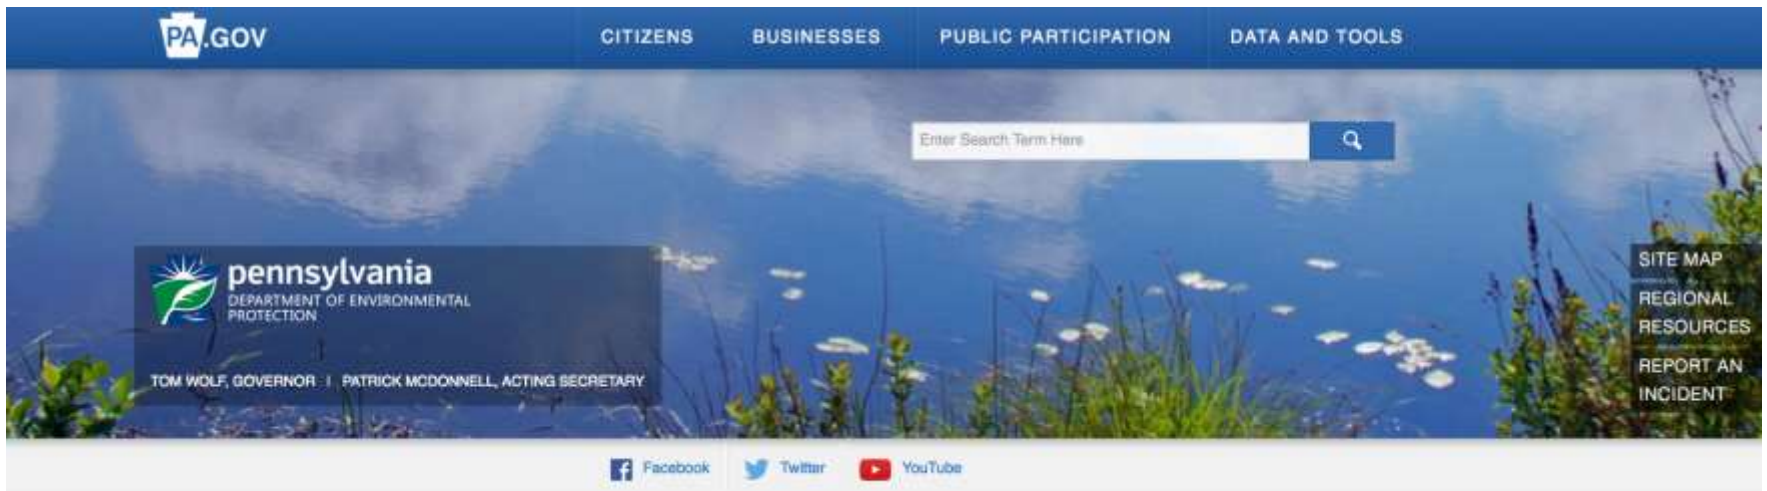 PA.GOV
CITIZENS BUSINESSES PUBLIC PARTICIPATION DATA AND TOOLS
Enter Search Term Here
pennsylvania
DEPARTMENT OF ENVIRONMENTAL
PROTECTION
TOM WOLF, GOVERNOR | PATRICK MCDONNELL, ACTING SECRETARY
SITE MAP
REGIONAL
RESOURCES
REPORT AN
INCIDENT
Facebook Twitter YouTube